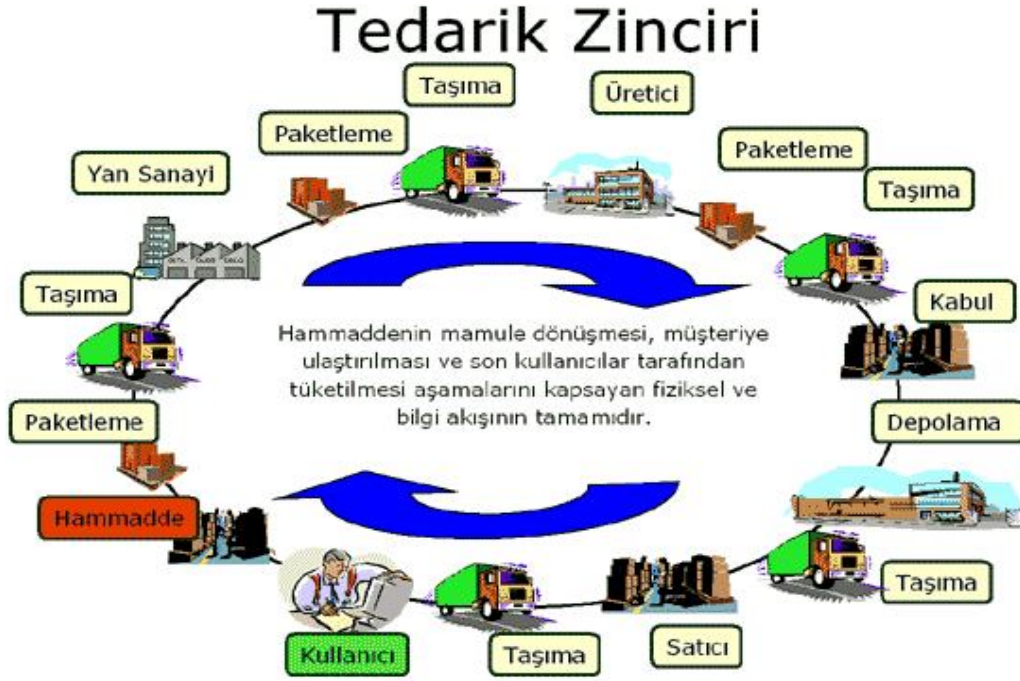 Tedarik Zinciri
Taşıma
Üretici
Paketleme
Paketleme
Yan Sanayi
Taşıma
Taşıma
Kabul
Hammaddenin mamule dönüşmesi, müşteriye
ulaştırılması ve son kullanıcılar tarafından
tüketilmesi aşamalarını kapsayan fiziksel ve
bilgi akışının tamamıdır.
Paketleme
Depolama
Hammadde
Taşıma
Kullanıcı
Taşıma
Satıcı